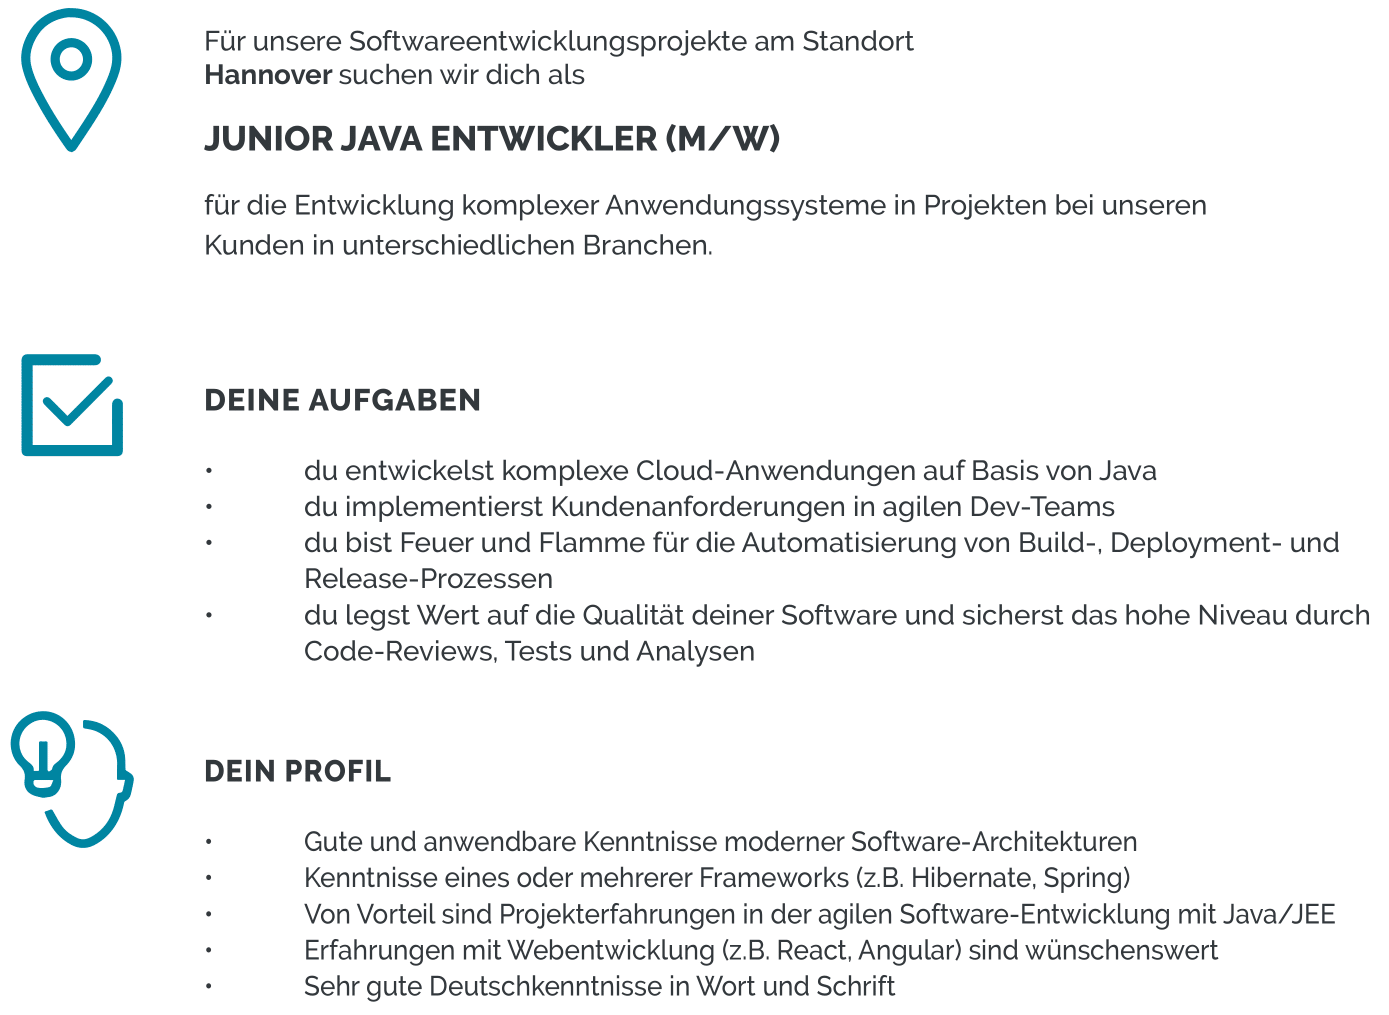 Für unsere Softwareentwicklungsprojekte am Standort
Hannover suchen wir dich als
JUNIOR JAVA ENTWICKLER (M/W)
für die Entwicklung komplexer Anwendungssysteme in Projekten bei unseren
Kunden in unterschiedlichen Branchen.
DEINE AUFGABEN
• du entwickelst komplexe Cloud-Anwendungen auf Basis von Java
• du implementierst Kundenanforderungen in agilen Dev-Teams
• du bist Feuer und Flamme für die Automatisierung von Build-, Deployment- und
Release-Prozessen
• du legst Wert auf die Qualität deiner Software und sicherst das hohe Niveau durch
Code-Reviews, Tests und Analysen
DEIN PROFIL
• Gute und anwendbare Kenntnisse moderner Software-Architekturen
• Kenntnisse eines oder mehrerer Frameworks (z.B. Hibernate, Spring)
• Von Vorteil sind Projekterfahrungen in der agilen Software-Entwicklung mit Java/JEE
• Erfahrungen mit Webentwicklung (z.B. React, Angular) sind wünschenswert
• Sehr gute Deutschkenntnisse in Wort und Schrift